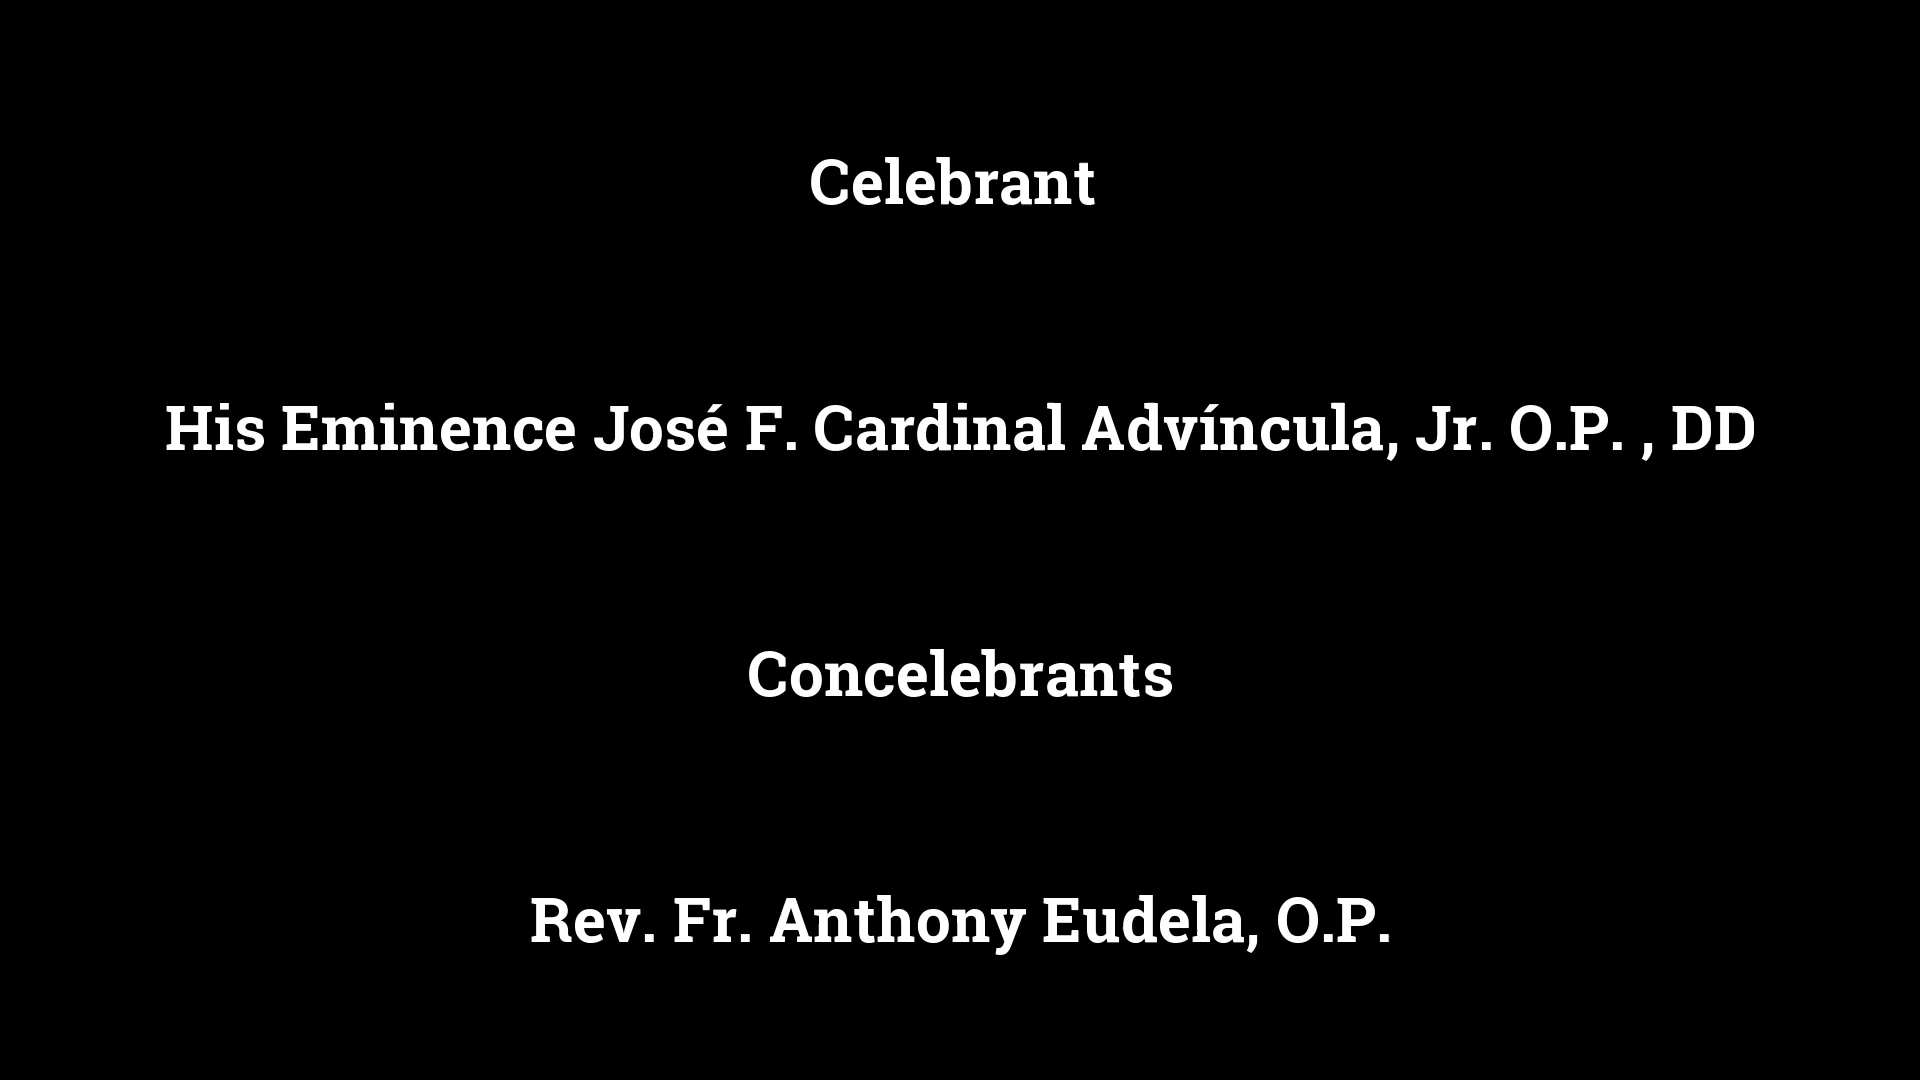 Celebrant
His Eminence José F. Cardinal Advíncula, Jr. O.P. , DD
Concelebrants
Rev. Fr. Anthony Eudela, O.P.